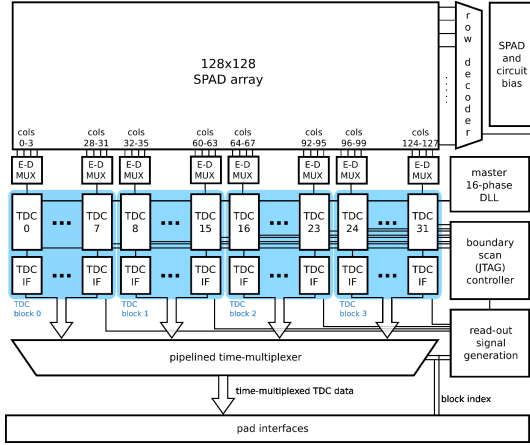 128x128
SPAD array
row decoder
SPAD
and
circuit
bias
cols
0-3
cols
28-31
cols
32-35
cols
60-63
cols
64-67
cols
92-95
cols
96-99
cols
124-127
E-D
MUX
E-D
MUX
E-D
MUX
E-D
MUX
E-D
MUX
E-D
MUX
E-D
MUX
E-D
MUX
master
16-phase
DLL
TDC
0
...
TDC
7
TDC
8
...
TDC
15
TDC
16
...
TDC
23
TDC
24
...
TDC
31
boundary
scan
(JTAG)
controller
TDC
IF
...
TDC
IF
TDC
IF
...
TDC
IF
TDC
IF
...
TDC
IF
TDC
IF
...
TDC
IF
TDC
block 0
TDC
block 1
TDC
block 2
TDC
block 3
read-out
signal
generation
pipelined time-multiplexer
time-multiplexed TDC data
block index
pad interfaces